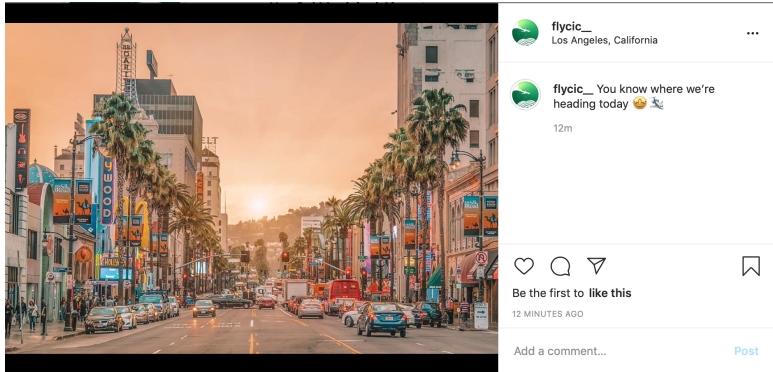 flycic__
Los Angeles, California
flycic__ You know where we're
heading today 🤩🏃
12m
Be the first to like this
12 MINUTES AGO
Add a comment...
Post